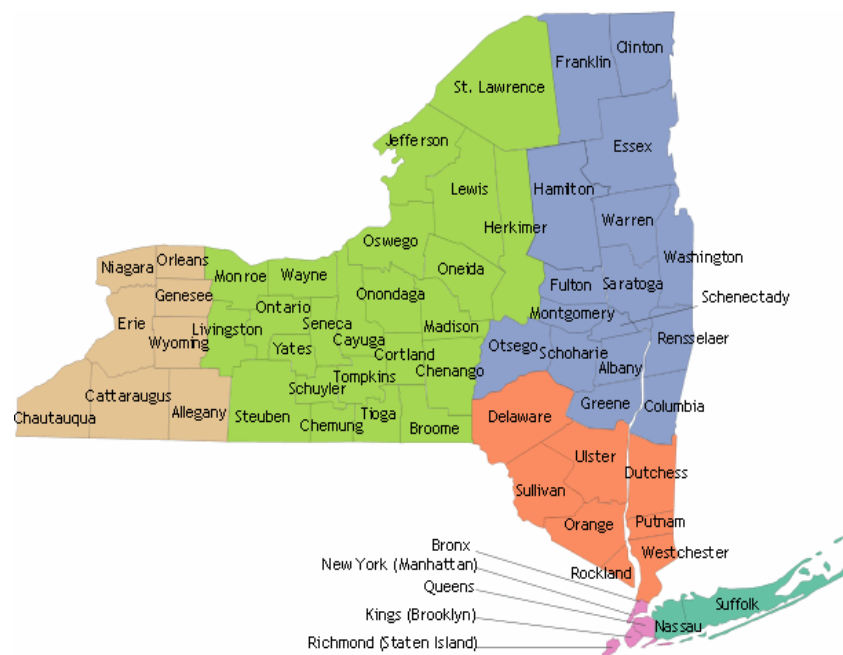 Clinton
Franklin
St. Lawrence
Jefferson
Essex
Lewis
Hamilton
Warren
Herkimer
Oswego
Washington
Orleans
Niagara
Monroe
Wayne
Oneida
Fulton
Saratoga
Genesee
Onondaga
Schenectady
Ontario
Montgomery
Erie
Livingston
Seneca
Madison
Wyoming
Yates
Cayuga
Otsego
Schoharie
Rensselaer
Cortland
Albany
Tompkins
Chenango
Cattaraugus
Schuyler
Greene
Columbia
Chautauqua
Allegany
Steuben
Chemung
Tioga
Broome
Delaware
Ulster
Dutchess
Sullivan
Orange
Putnam
Bronx
Westchester
New York (Manhattan)
Rockland
Queens
Suffolk
Kings (Brooklyn)
Nassau
Richmond (Staten Island)